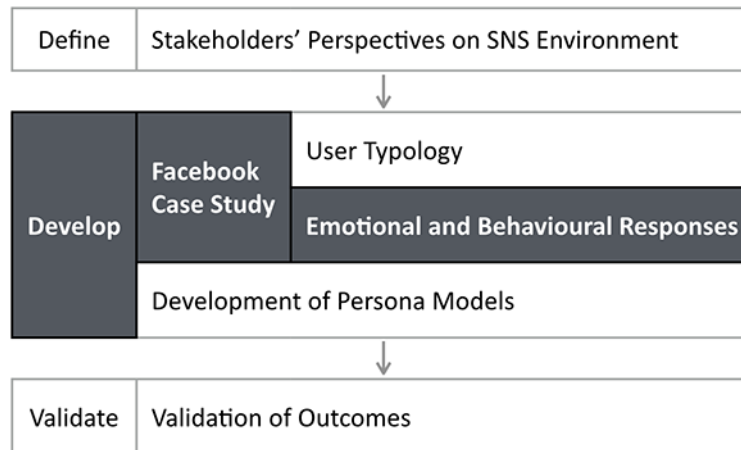 Define
Stakeholders’ Perspectives on SNS Environment
Develop
Facebook
Case Study
User Typology
Emotional and Behavioural Responses
Development of Persona Models
Validate
Validation of Outcomes